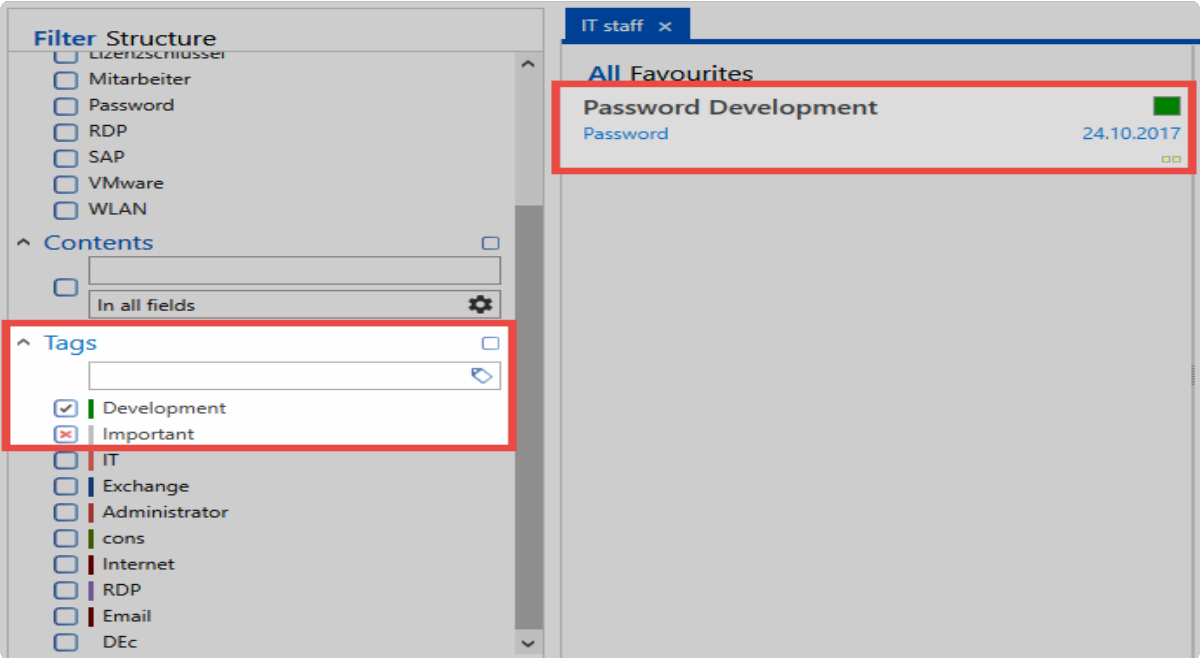 Filter Structure
Lizenzschlüssel
Mitarbeiter
Password
RDP
SAP
VMware
WLAN
Contents
In all fields
Tags
Development
Important
IT
Exchange
Administrator
cons
Internet
RDP
Email
DEc
IT staff
All Favourites
Password Development
Password
24.10.2017